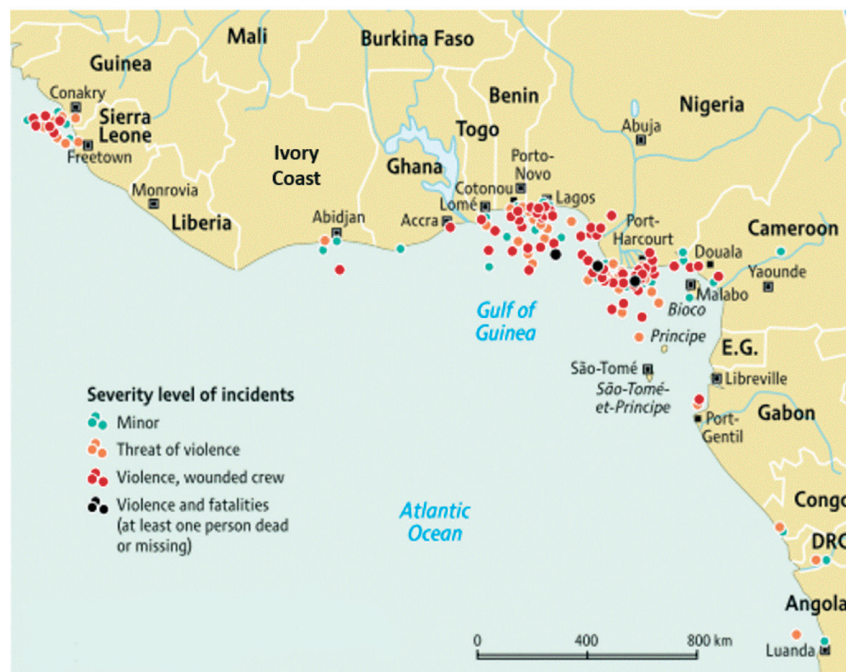 Mali
Burkina Faso
Guinea
Conakry
Sierra
Leone
Freetown
Benin
Togo
Nigeria
Abuja
Ivory
Coast
Ghana
Porto-
Novo
Cotonou
Lomé
Lagos
Monrovia
Liberia
Abidjan
Accra
Port-
Harcourt
Cameroon
Douala
Yaounde
Malabo
Bioco
Gulf of
Guinea
Principe
E.G.
São-Tomé
São-Tomé-
et-Principe
Libreville
Port-
Gentil
Gabon
Severity level of incidents
Minor
Threat of violence
Violence, wounded crew
Violence and fatalities
(at least one person dead
or missing)
Atlantic
Ocean
Congo
DRC
Angola
Luanda
0 400 800 km